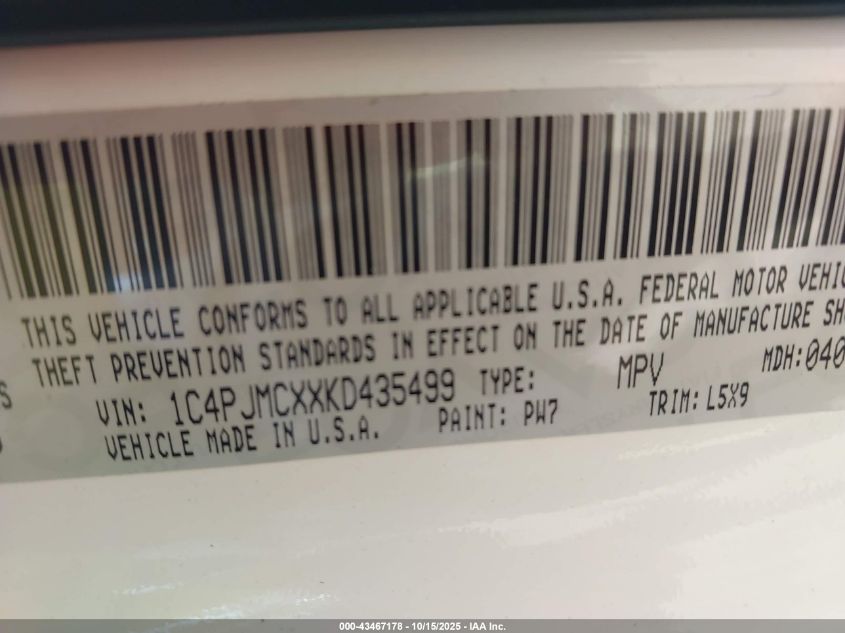 THIS VEHICLE CONFORMS TO ALL APPLICABLE U.S.A. FEDERAL MOTOR
THEFT PREVENTION STANDARDS IN EFFECT ON THE DATE OF MANUFACTURE
VIN: 1C4PJMCXXKD435499 TYPE: MPV MDH:040
VEHICLE MADE IN U.S.A. PAINT: PW7 TRIM: L5X9
000-43467178 - 10/15/2025 - IAA Inc.